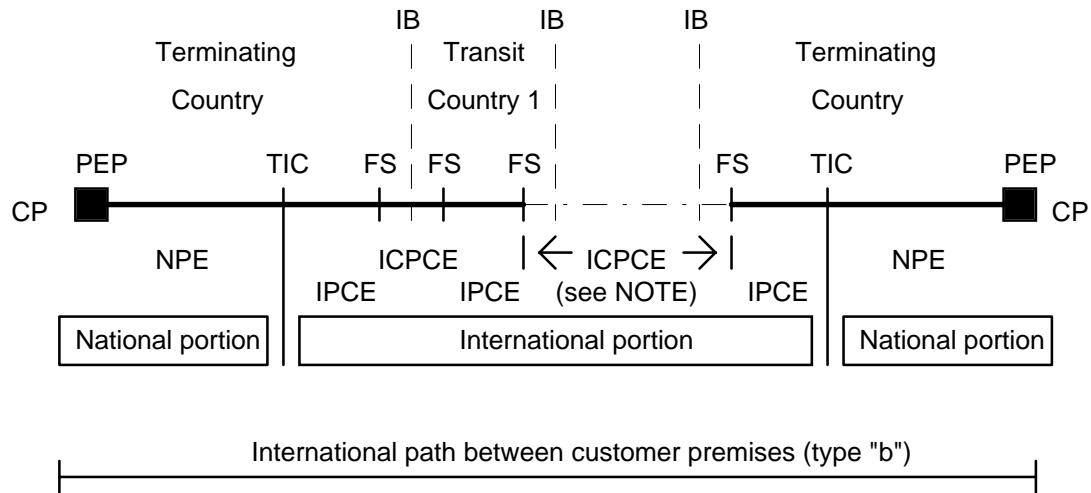 IB IB IB
Terminating Transit Terminating
Country Country 1 Country
PEP TIC FS FS FS FS TIC PEP
CP CP
NPE ICPCE ICPCE NPE
IPCE IPCE (see NOTE) IPCE
National portion International portion National portion
International path between customer premises (type "b")